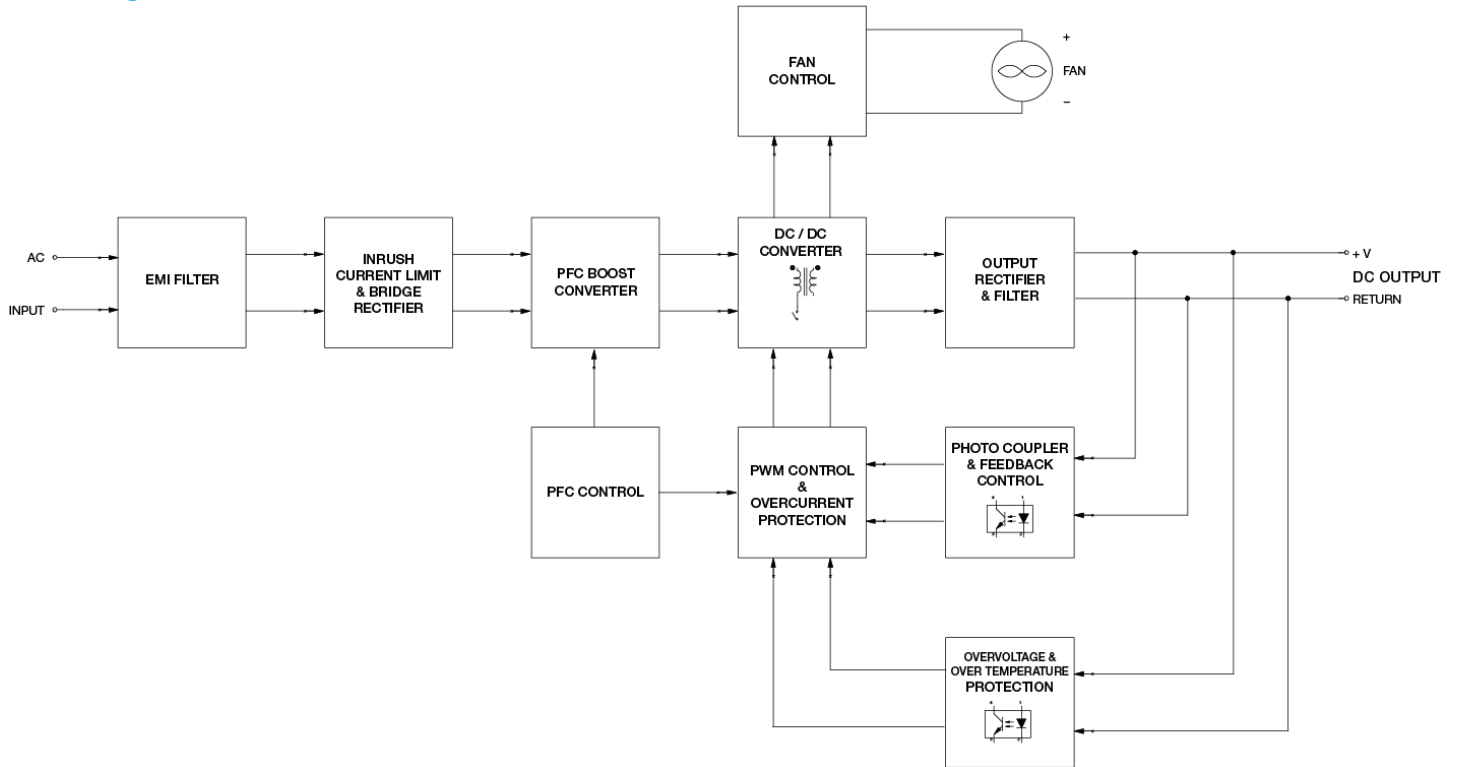 FAN
CONTROL
+
FAN
−
AC
INPUT
EMI FILTER
INRUSH
CURRENT LIMIT
& BRIDGE
RECTIFIER
PFC BOOST
CONVERTER
DC / DC
CONVERTER
OUTPUT
RECTIFIER
& FILTER
+ V
DC OUTPUT
RETURN
PFC CONTROL
PWM CONTROL
&
OVERCURRENT
PROTECTION
PHOTO COUPLER
& FEEDBACK
CONTROL
OVERVOLTAGE &
OVER TEMPERATURE
PROTECTION